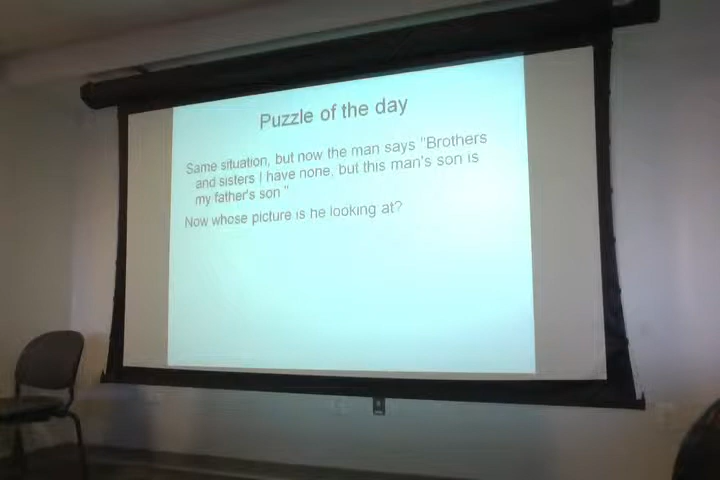 Puzzle of the day
Same situation, but now the man says "Brothers
and sisters I have none, but this man's son is
my father's son "
Now whose picture is he looking at?